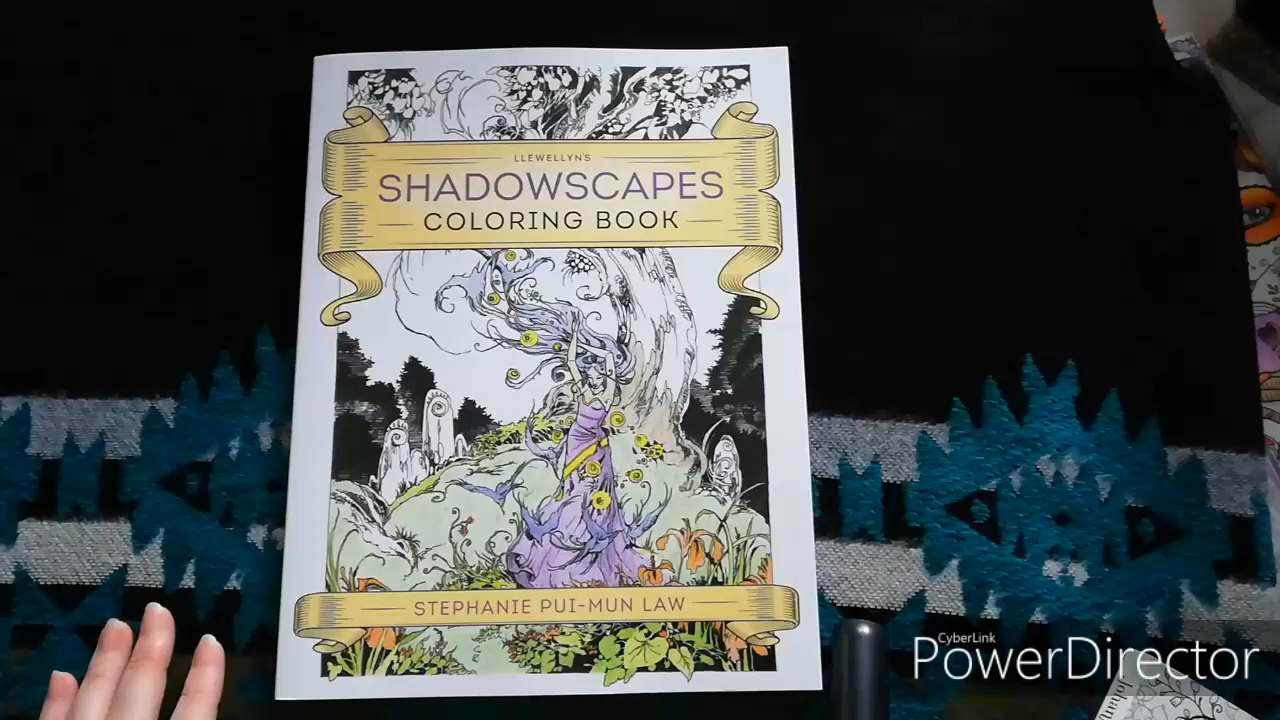 LLEWELLYN'S
SHADOWSCAPES
COLORING BOOK
STEPHANIE PUI-MUN LAW
CyberLink
PowerDirector